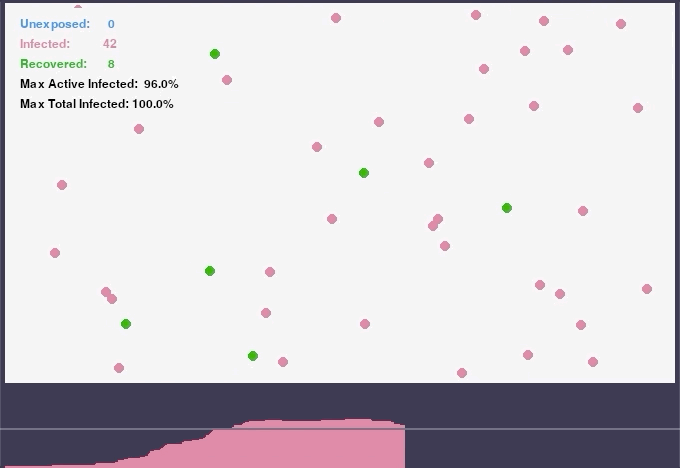 Unexposed: 0
Infected: 42
Recovered: 8
Max Active Infected: 96.0%
Max Total Infected: 100.0%